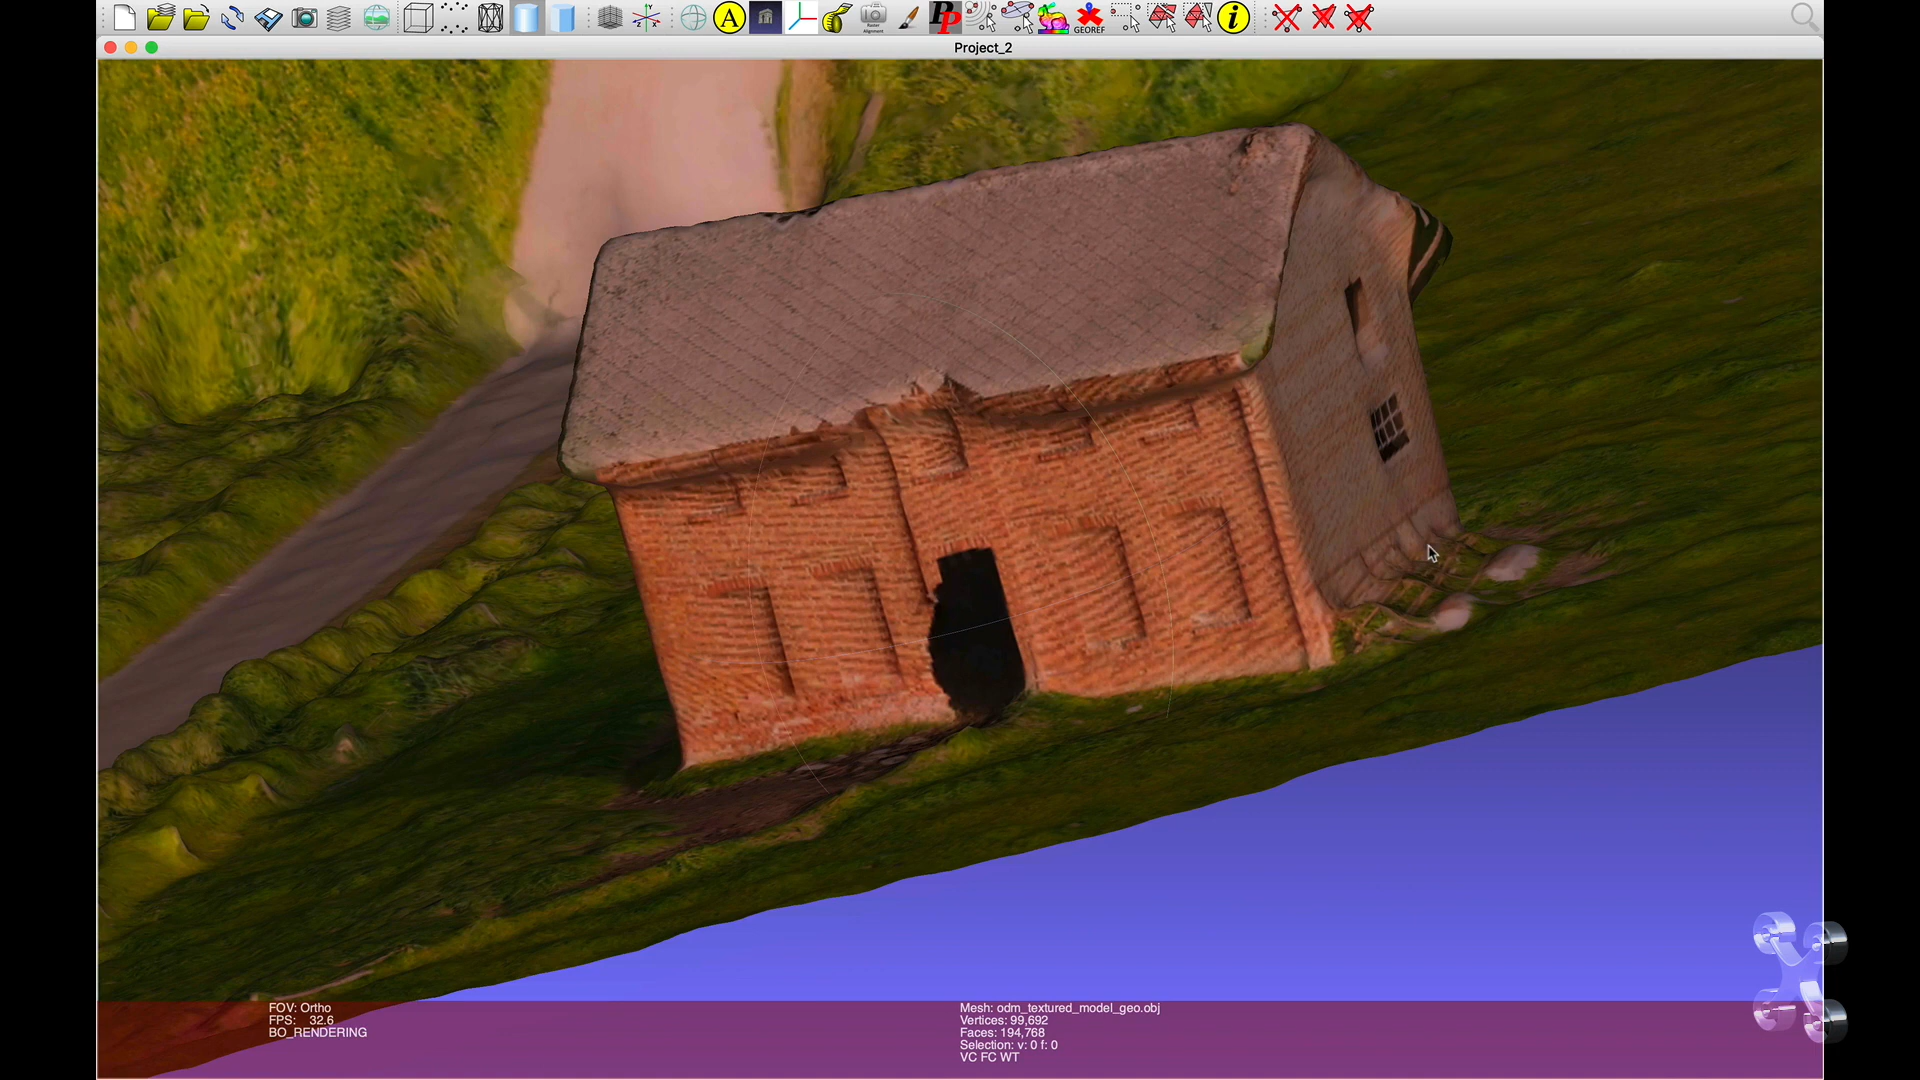 A
PP
GEOREF
i
Project_2
FOV: Ortho
FPS: 32.6
BO_RENDERING
Mesh: odm_textured_model_geo.obj
Vertices: 99,692
Faces: 194,768
Selection: v: 0 f: 0
VC FC WT